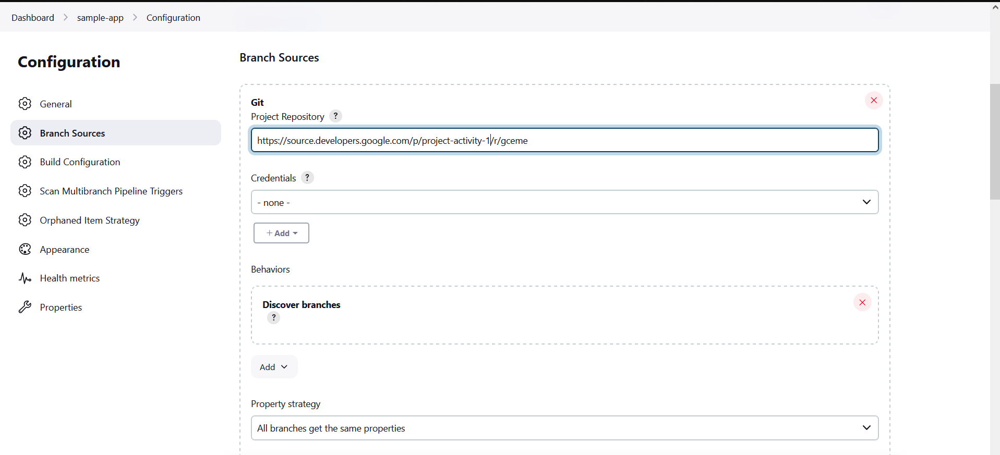 Dashboard > sample-app > Configuration
Configuration
General
Branch Sources
Build Configuration
Scan Multibranch Pipeline Triggers
Orphaned Item Strategy
Appearance
Health metrics
Properties
Branch Sources
Git
Project Repository ?
https://source.developers.google.com/p/project-activity-1/r/gceme
Credentials ?
- none -
+ Add
Behaviors
Discover branches
?
Add
Property strategy
All branches get the same properties